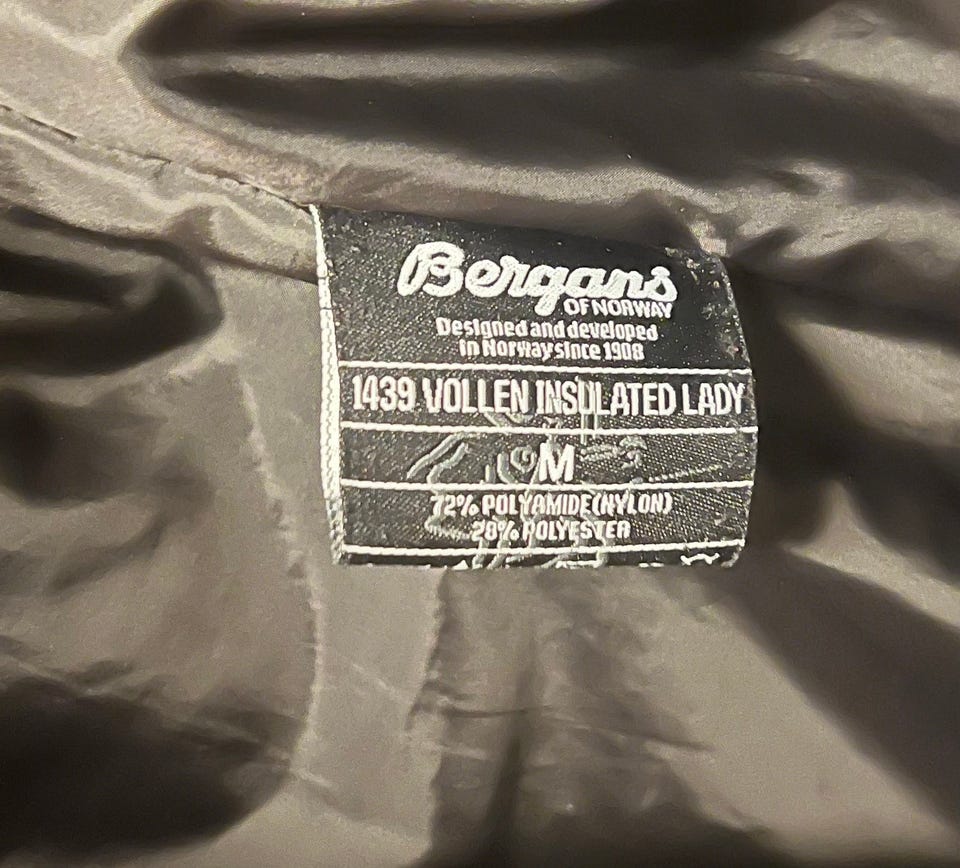 Bergans
OF NORWAY
Designed and developed
in Norway since 1908
1439 VOLLEN INSULATED LADY
M
72% POLYAMIDE(NYLON)
28% POLYESTER